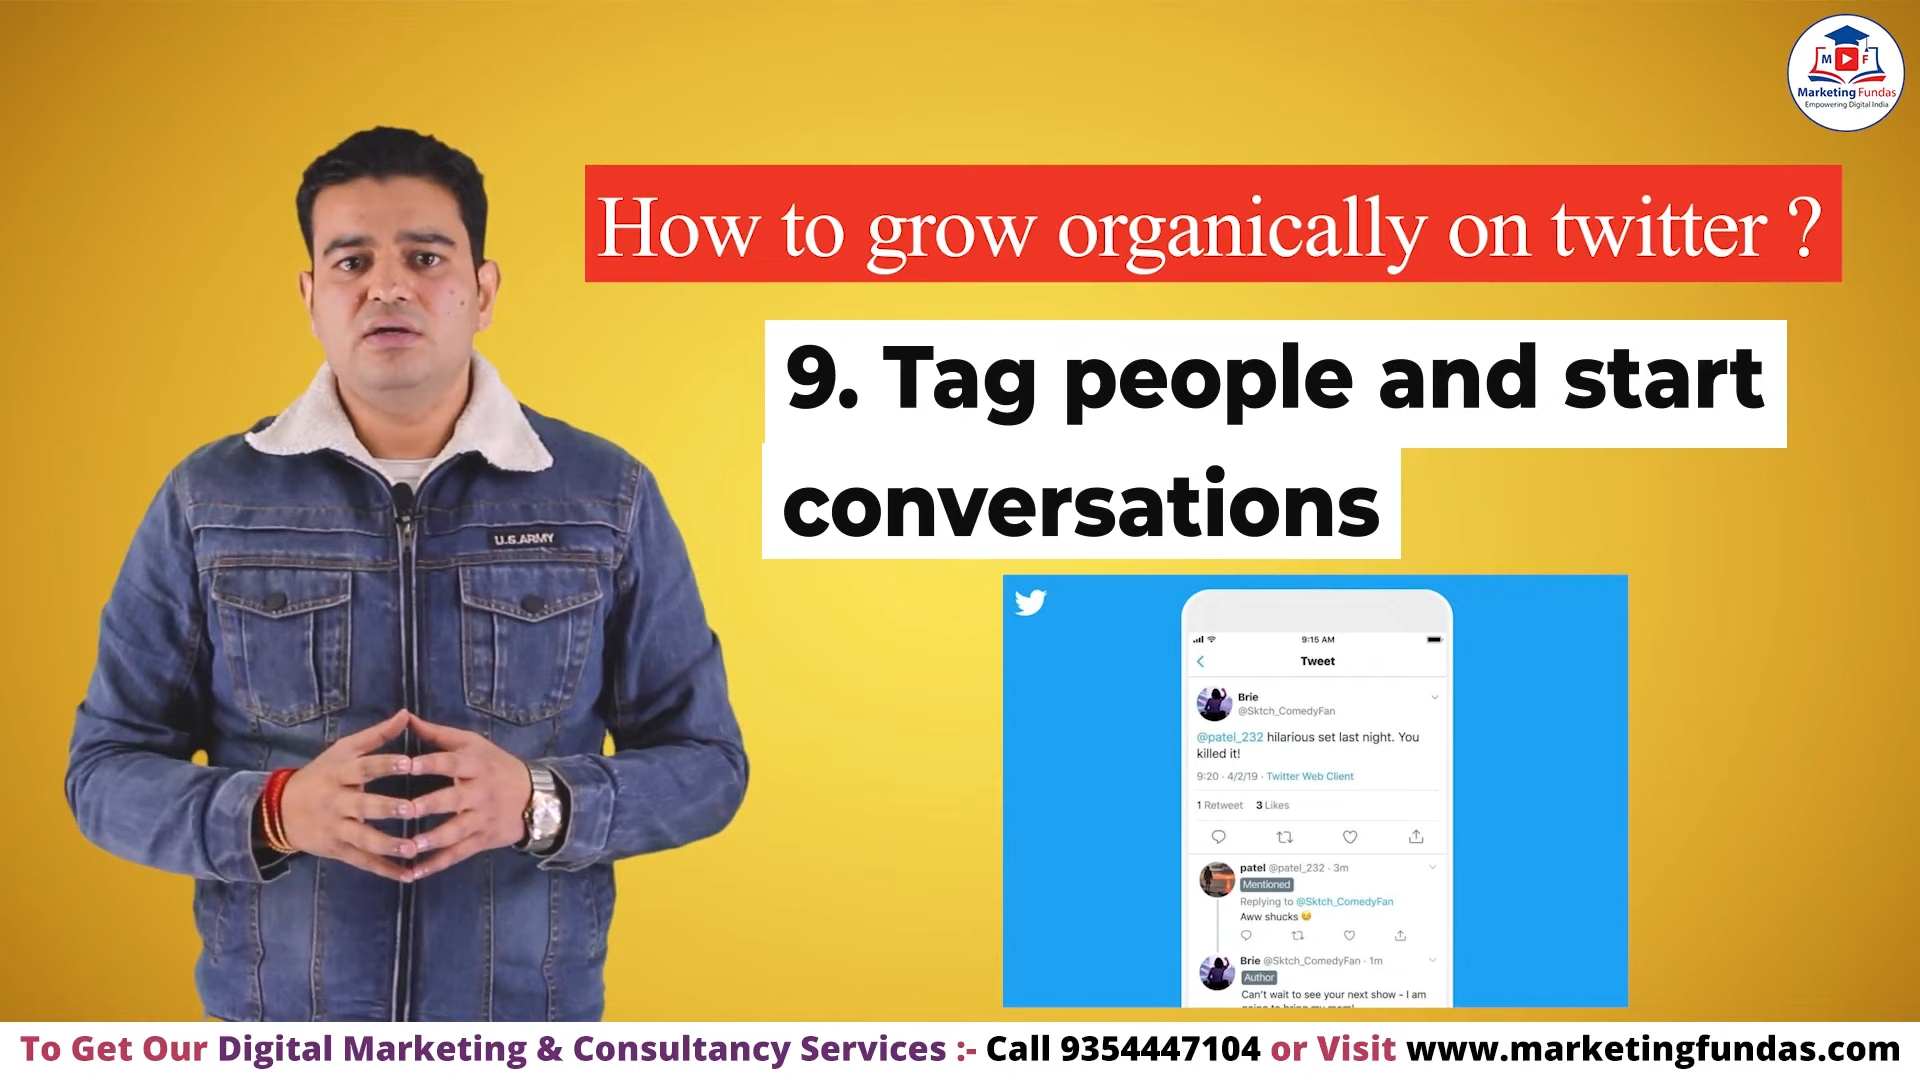 M F
Marketing Fundas
Empowering Digital India
How to grow organically on twitter ?
9. Tag people and start
conversations
U.S.ARMY
9:15 AM
Tweet
Brie
@Sktch_ComedyFan
@patel_232 hilarious set last night. You
killed it!
9:20 · 4/2/19 · Twitter Web Client
1 Retweet 3 Likes
patel @patel_232 · 3m
Mentioned
Replying to @Sktch_ComedyFan
Aww shucks 😊
Brie @Sktch_ComedyFan · 1m
Author
Can't wait to see your next show - I am
To Get Our Digital Marketing & Consultancy Services :- Call 9354447104 or Visit www.marketingfundas.com